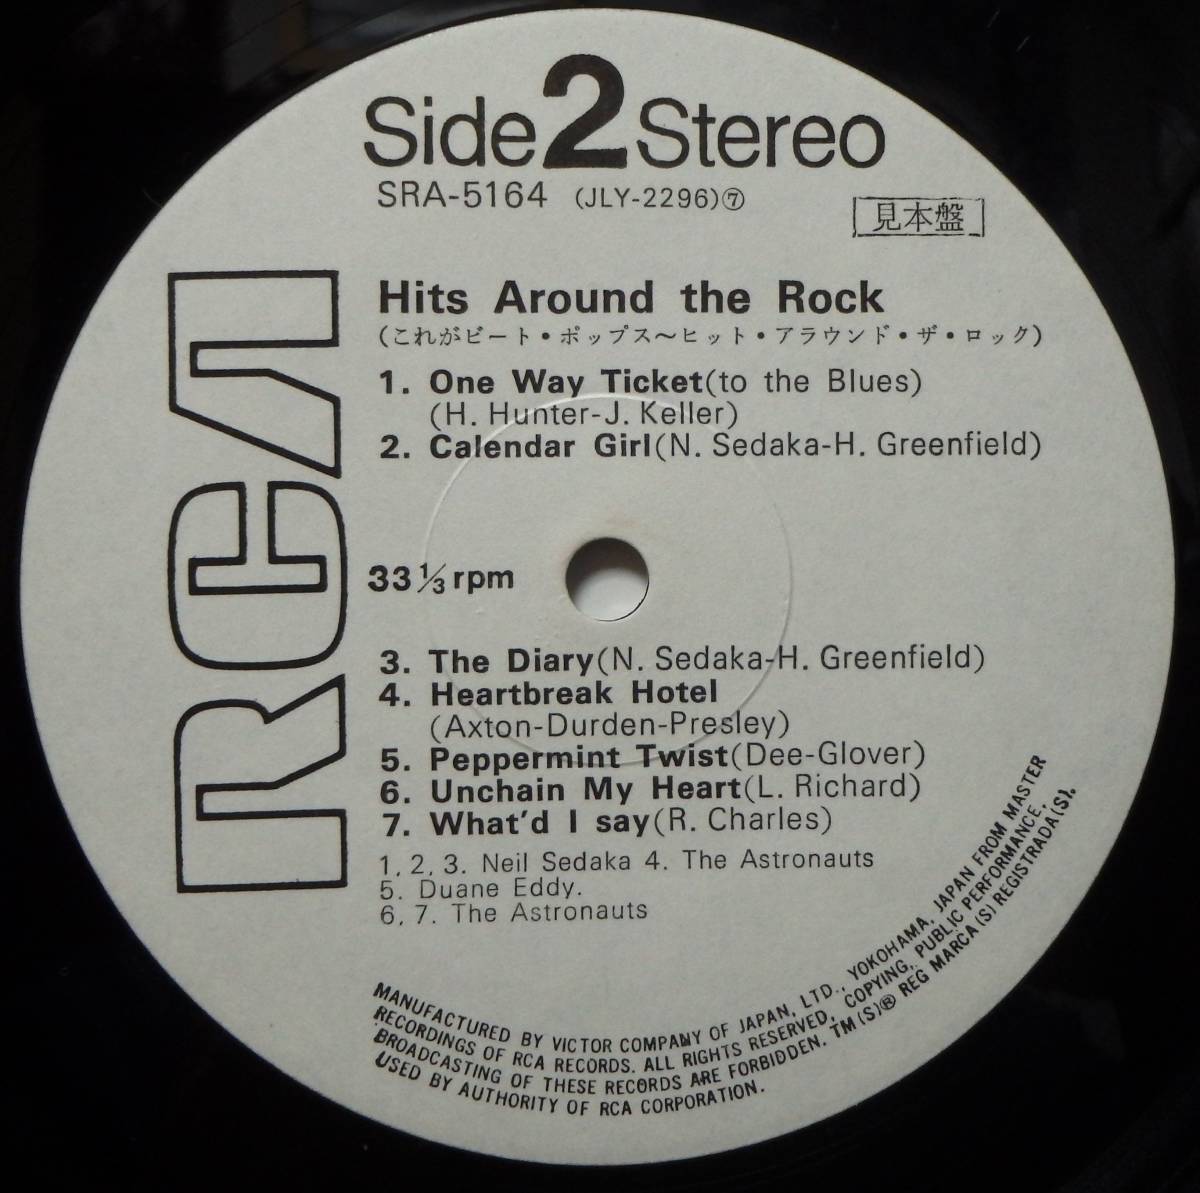 Side 2 Stereo
SRA-5164 (JLY-2296)⑦
見本盤
RCA
Hits Around the Rock
(これがビート・ポップス〜ヒット・アラウンド・ザ・ロック)
1. One Way Ticket(to the Blues)
(H. Hunter-J. Keller)
2. Calendar Girl(N. Sedaka-H. Greenfield)
33⅓ rpm
3. The Diary(N. Sedaka-H. Greenfield)
4. Heartbreak Hotel
(Axton-Durden-Presley)
5. Peppermint Twist(Dee-Glover)
6. Unchain My Heart(L. Richard)
7. What'd I say(R. Charles)
1, 2, 3. Neil Sedaka 4. The Astronauts
5. Duane Eddy.
6, 7. The Astronauts
MANUFACTURED BY VICTOR COMPANY OF JAPAN, LTD., YOKOHAMA, JAPAN FROM MASTER
RECORDINGS OF RCA RECORDS. ALL RIGHTS RESERVED, COPYING, PUBLIC PERFORMANCE,
BROADCASTING OF THESE RECORDS ARE FORBIDDEN. TM(S)® REG MARCA(S) REGISTRADA(S).
USED BY AUTHORITY OF RCA CORPORATION.